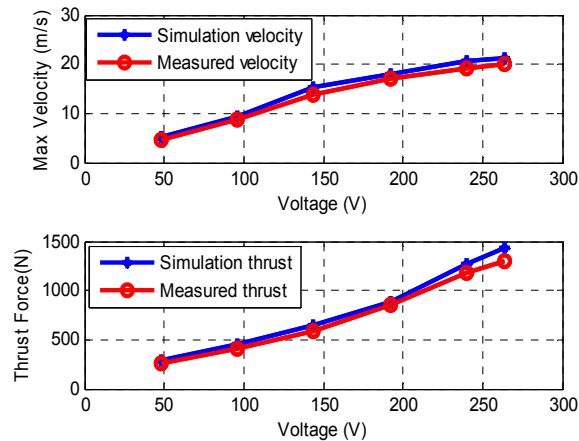 Max Velocity (m/s)
30
20
10
0
Simulation velocity
Measured velocity
0 50 100 150 200 250 300
Voltage (V)
Thrust Force(N)
1500
1000
500
0
Simulation thrust
Measured thrust
0 50 100 150 200 250 300
Voltage (V)